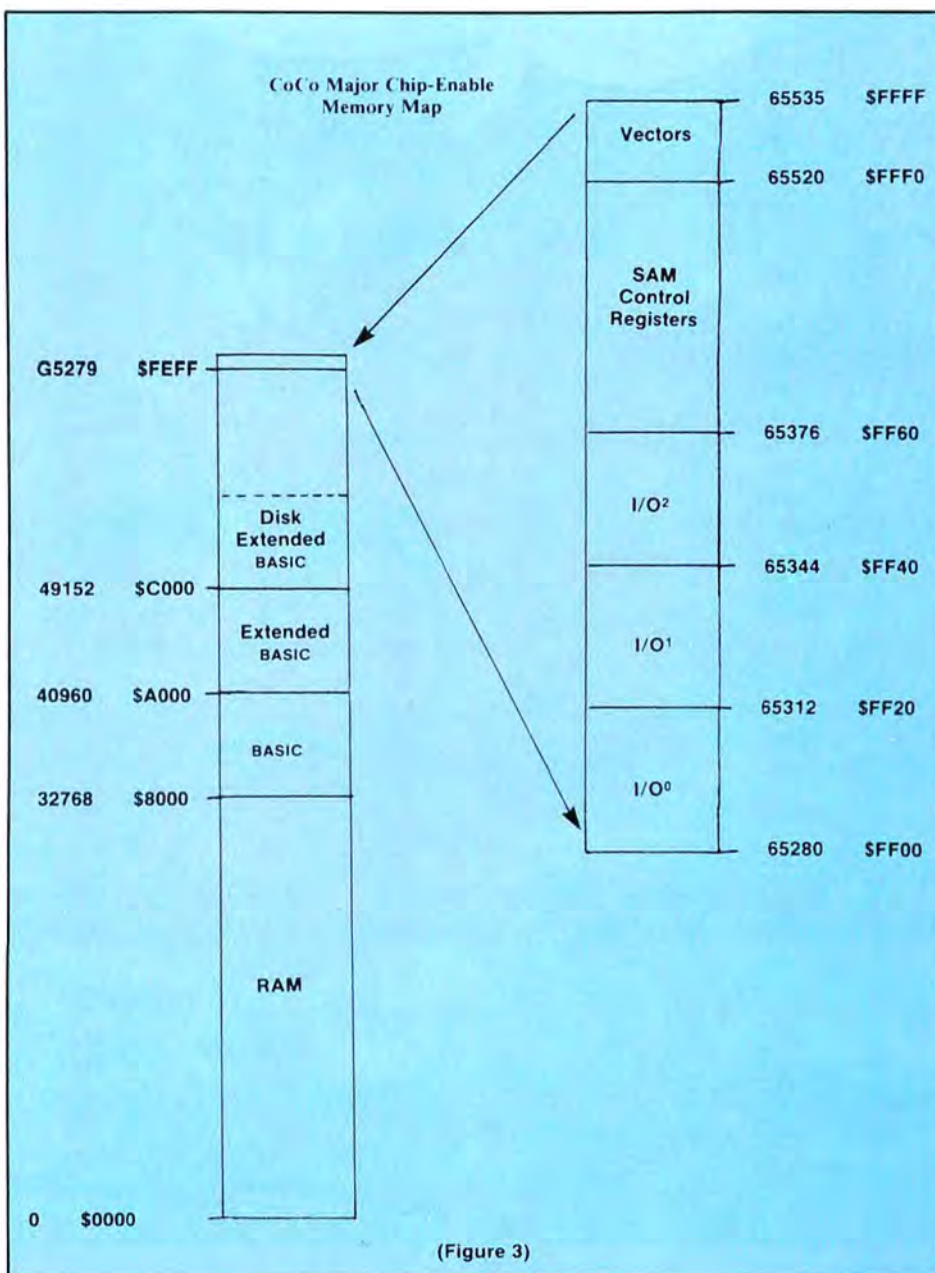 CoCo Major Chip-Enable
Memory Map
65535 $FFFF
Vectors
65520 $FFF0
SAM
Control
Registers
G5279 $FEFF
65376 $FF60
I/O²
Disk
Extended
BASIC
49152 $C000
65344 $FF40
Extended
BASIC
I/O¹
40960 $A000
65312 $FF20
BASIC
I/O⁰
32768 $8000
65280 $FF00
RAM
0 $0000
(Figure 3)